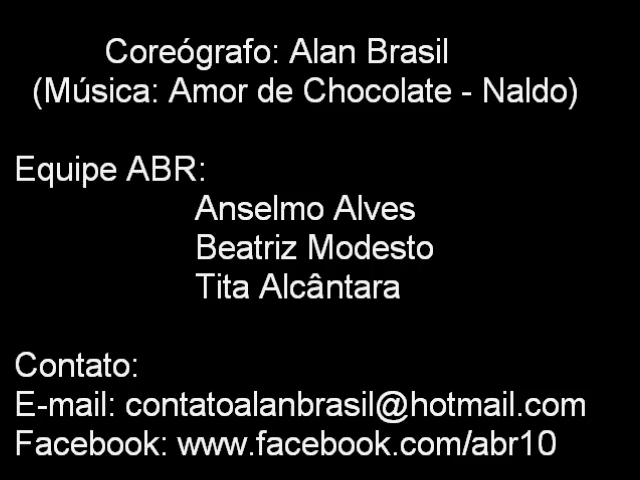 Coreógrafo: Alan Brasil
(Música: Amor de Chocolate - Naldo)
Equipe ABR:
Anselmo Alves
Beatriz Modesto
Tita Alcântara
Contato:
E-mail: contatoalanbrasil@hotmail.com
Facebook: www.facebook.com/abr10